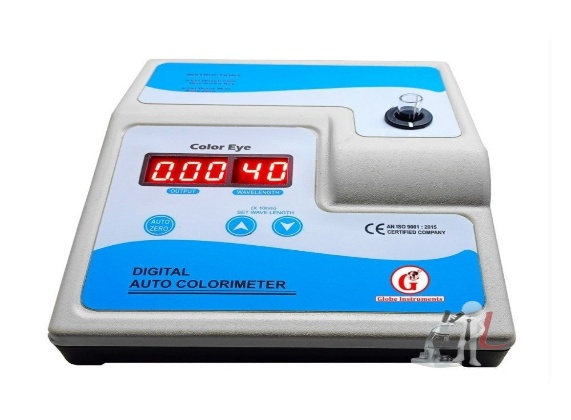 Color Eye
0.00 40
OUTPUT WAVELENGTH
(X 10nm)
SET WAVE LENGTH
AUTO
ZERO
CE AN ISO 9001 : 2015
CERTIFIED COMPANY
DIGITAL
AUTO COLORIMETER
G
Globe Instruments